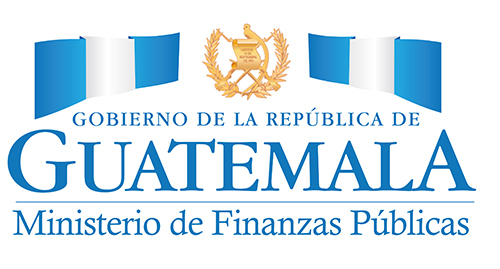 GOBIERNO DE LA REPÚBLICA DE
GUATEMALA
Ministerio de Finanzas Públicas